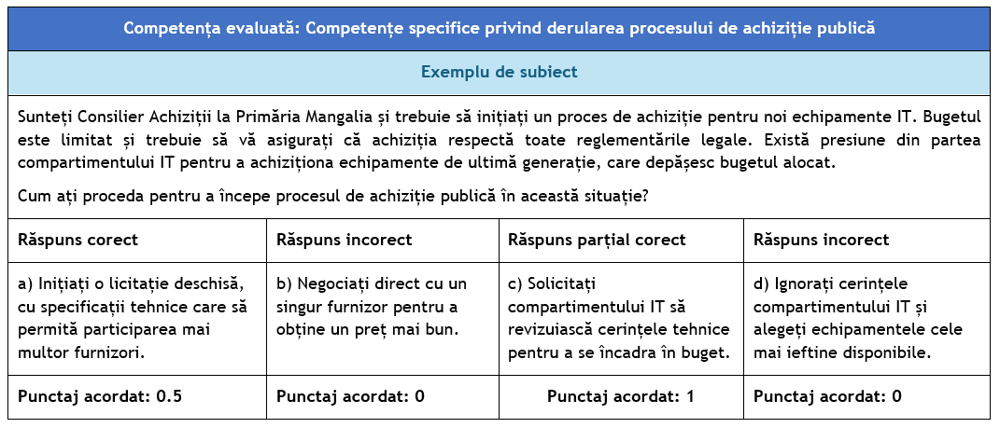 Competența evaluată: Competențe specifice privind derularea procesului de achiziție publică
Exemplu de subiect
Sunteți Consilier Achiziții la Primăria Mangalia și trebuie să inițiați un proces de achiziție pentru noi echipamente IT. Bugetul
este limitat și trebuie să vă asigurați că achiziția respectă toate reglementările legale. Există presiune din partea
compartimentului IT pentru a achiziționa echipamente de ultimă generație, care depășesc bugetul alocat.
Cum ați proceda pentru a începe procesul de achiziție publică în această situație?
Răspuns corect
Răspuns incorect
Răspuns parțial corect
Răspuns incorect
a) Inițiați o licitație deschisă,
cu specificații tehnice care să
permită participarea mai
multor furnizori.
b) Negociați direct cu un
singur furnizor pentru a
obține un preț mai bun.
c) Solicitați
compartimentului IT să
revizuiască cerințele tehnice
pentru a se încadra în buget.
d) Ignorați cerințele
compartimentului IT și
alegeți echipamentele cele
mai ieftine disponibile.
Punctaj acordat: 0.5
Punctaj acordat: 0
Punctaj acordat: 1
Punctaj acordat: 0